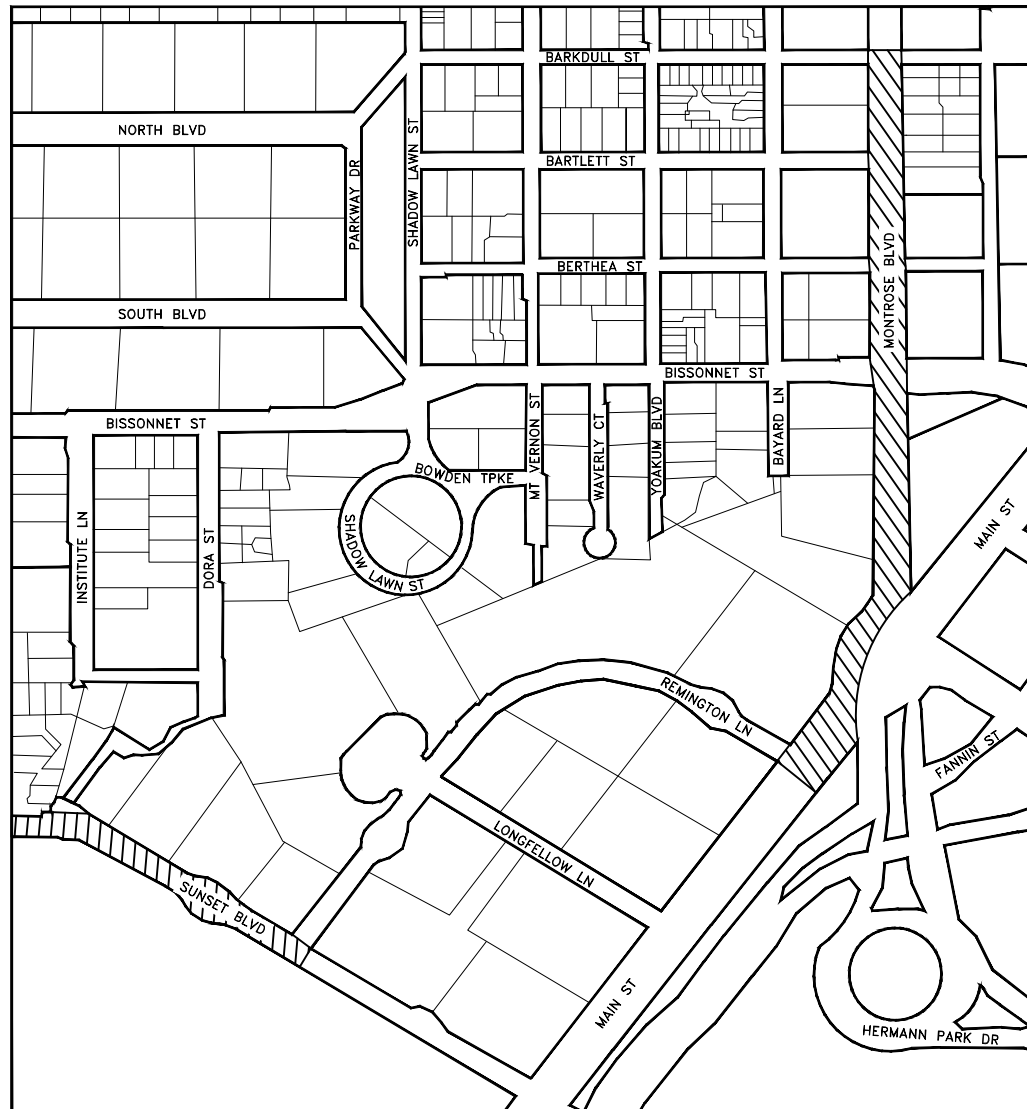 BARKDULL ST
NORTH BLVD
SHADOW LAWN ST
PARKWAY DR
BARTLETT ST
BERTHEA ST
MONTROSE BLVD
SOUTH BLVD
BISSONNET ST
BISSONNET ST
MT VERNON ST
WAVERLY CT
YOAKUM BLVD
BAYARD LN
BOWDEN TPKE
MAIN ST
INSTITUTE LN
DORA ST
SHADOW LAWN ST
REMINGTON LN
FANNIN ST
LONGFELLOW LN
SUNSET BLVD
MAIN ST
HERMANN PARK DR